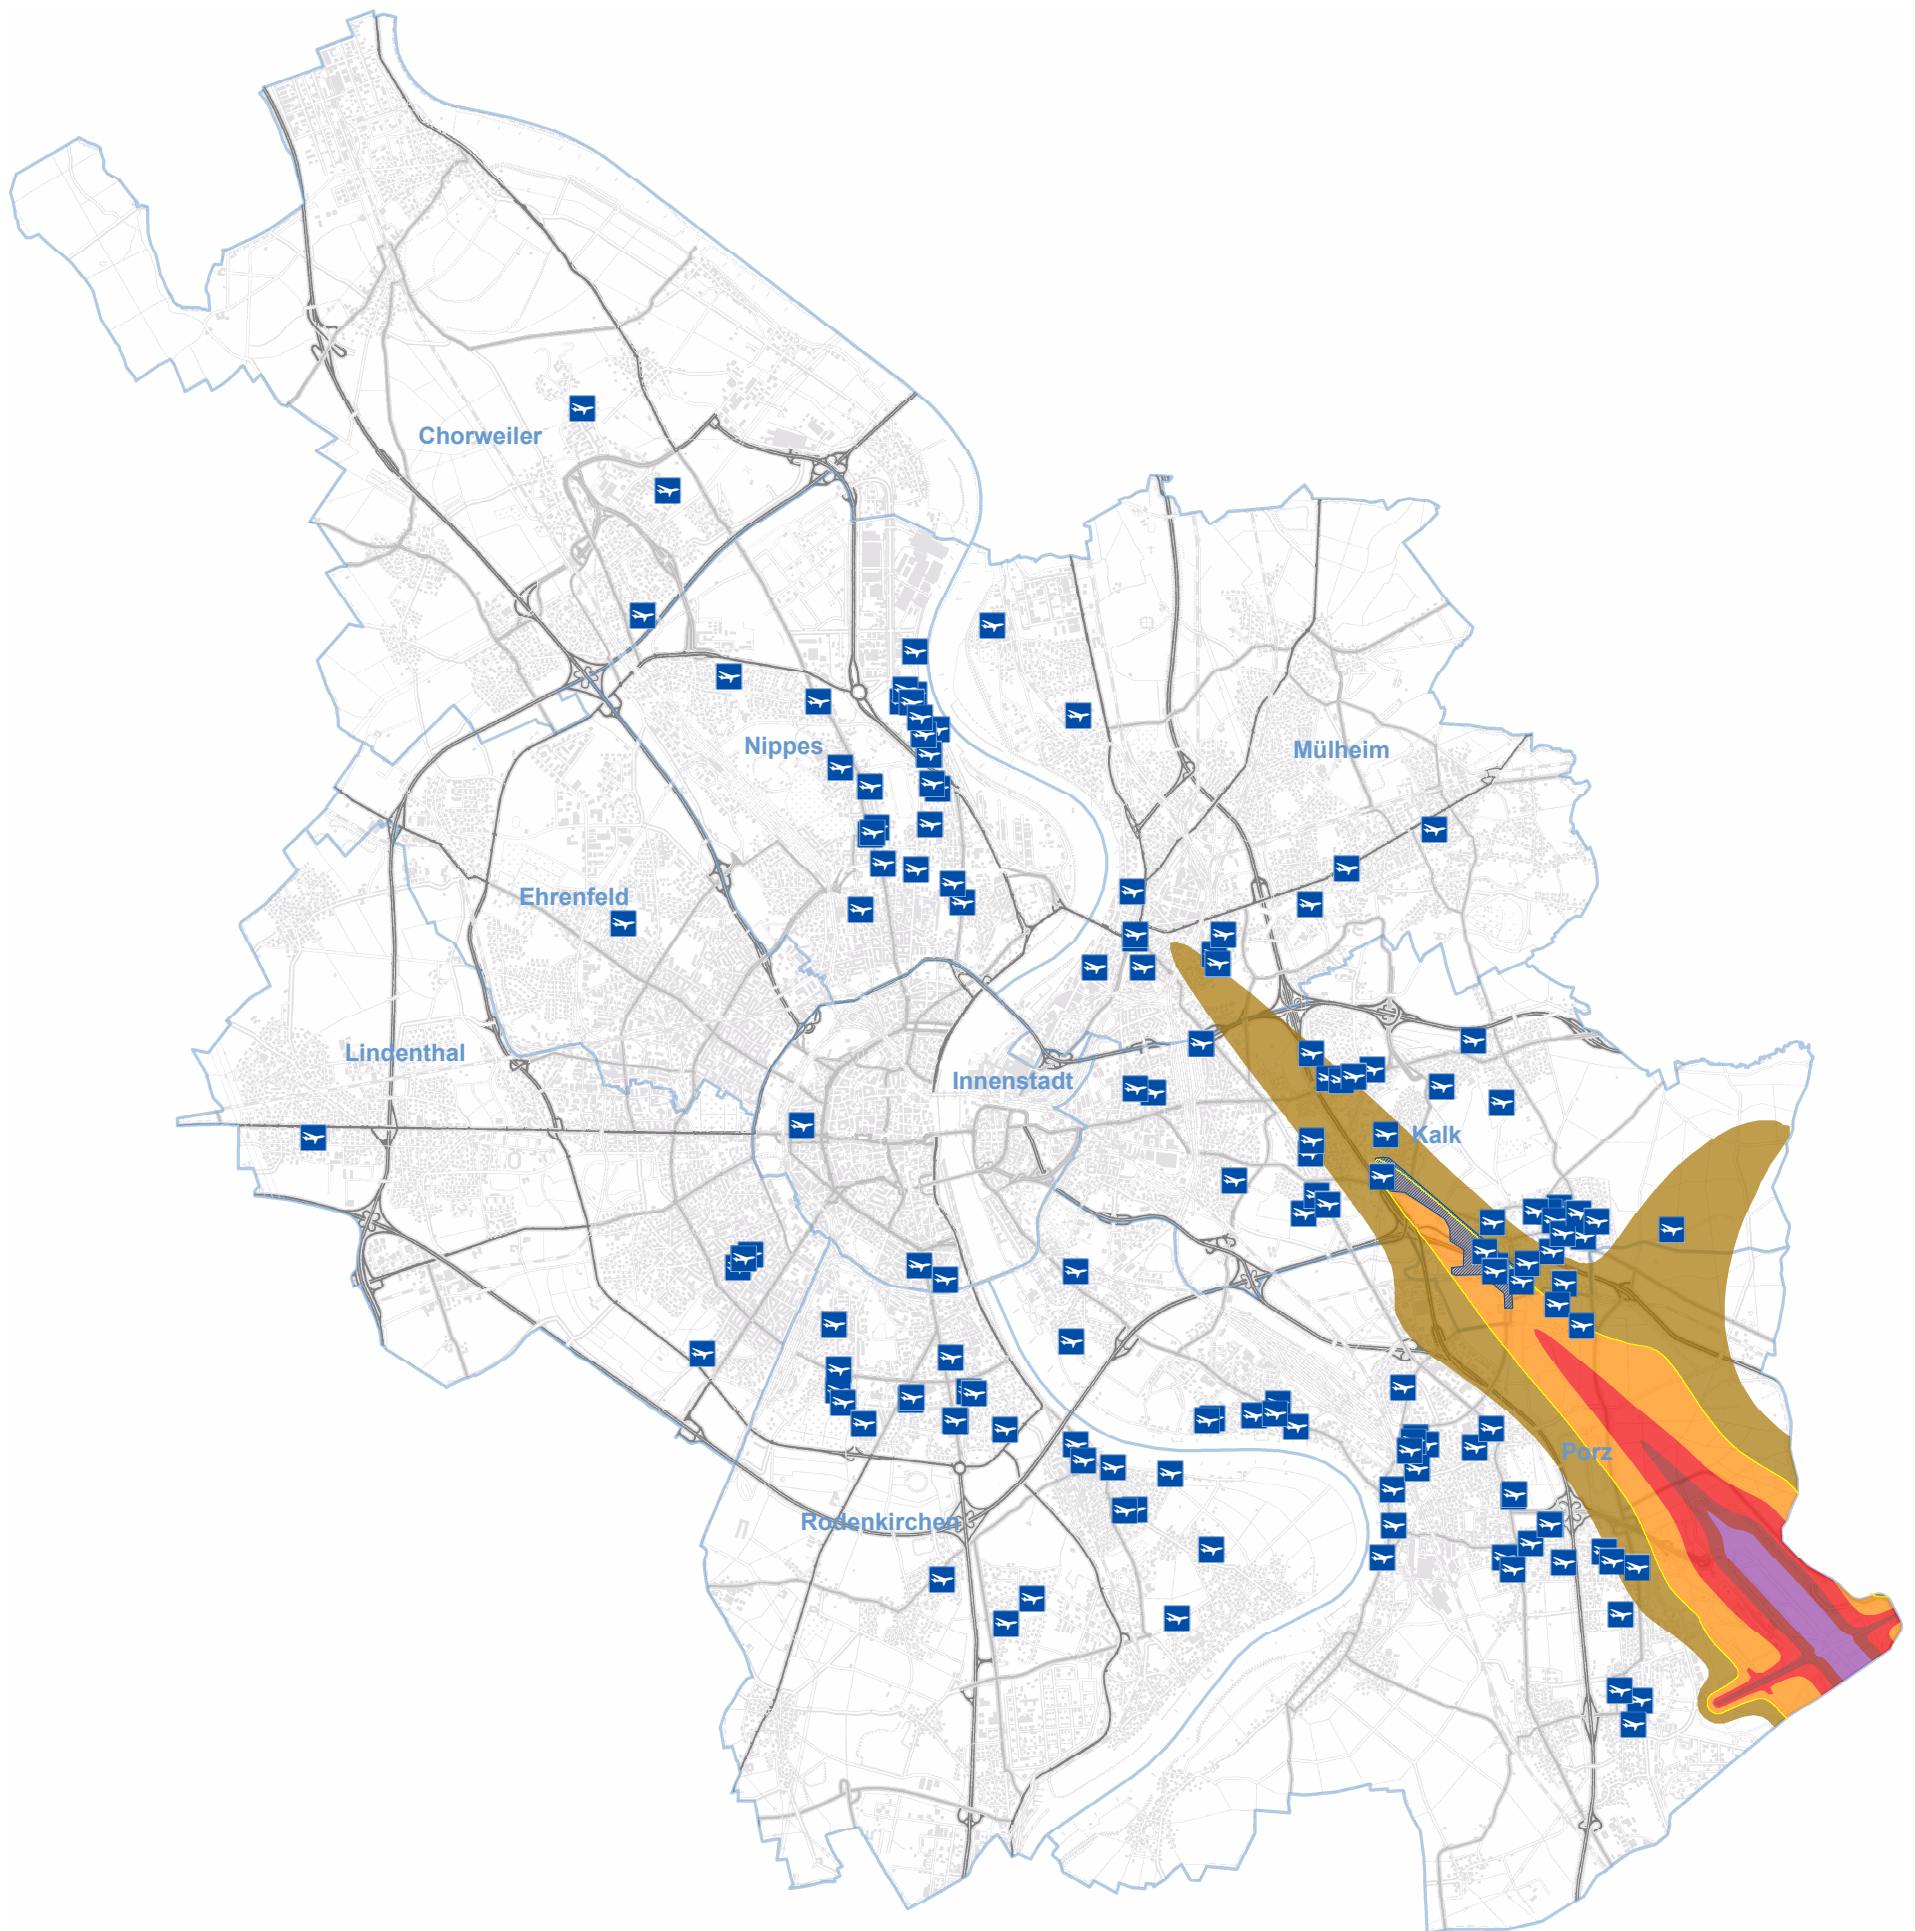 Chorweiler
Nippes
Mülheim
Ehrenfeld
Lindenthal
Innenstadt
Kalk
Porz
Rodenkirchen